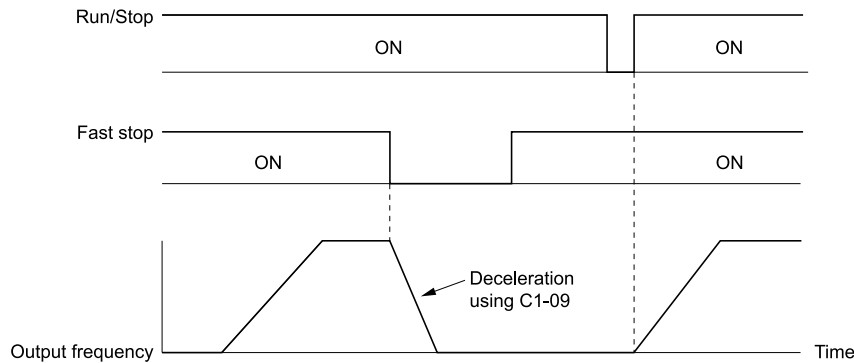 Run/Stop
ON
ON
Fast stop
ON
ON
Deceleration
using C1-09
Output frequency
Time